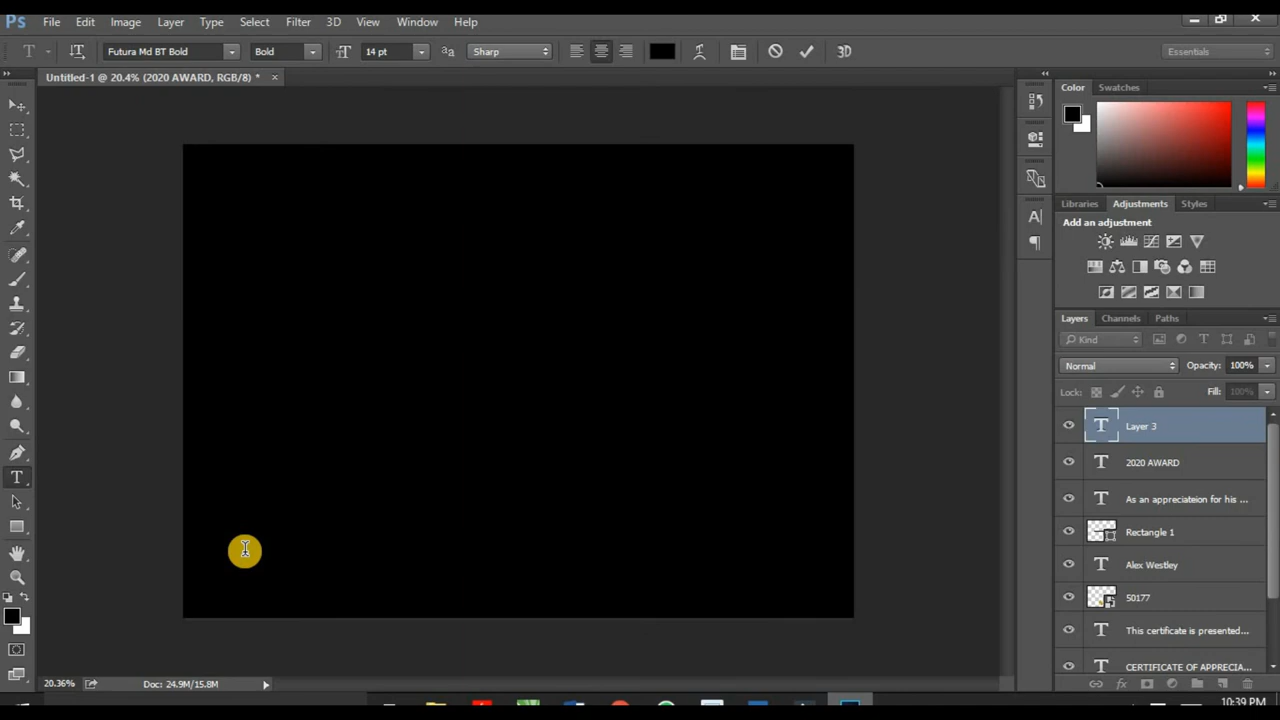 Ps File Edit Image Layer Type Select Filter 3D View Window Help
T Futura Md BT Bold Bold 14 pt aa Sharp 3D Essentials
Untitled-1 @ 20.4% (2020 AWARD, RGB/8) *
Color Swatches
Libraries Adjustments Styles
Add an adjustment
Layers Channels Paths
Kind
Normal Opacity: 100%
Lock: Fill: 100%
Layer 3
2020 AWARD
As an appreciateion for his ...
Rectangle 1
Alex Westley
50177
This certificate is presented...
CERTIFICATE OF APPRECIA...
20.36% Doc: 24.9M/15.8M
10:39 PM